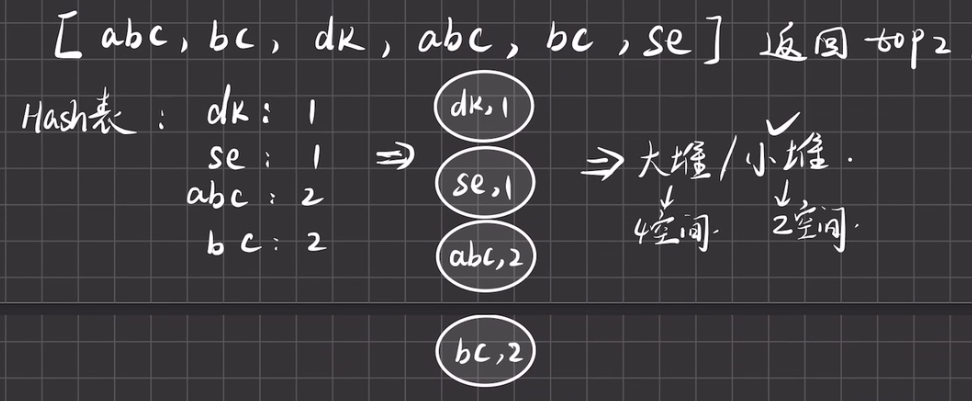 [ abc, bc, dk, abc, bc, se ] 返回 top2
Hash表: dk: 1
se: 1
abc: 2
bc: 2
dk,1
se,1
abc,2
bc,2
⇒
⇒ 大堆/小堆.
✓
↓ ↓
4空间. 2空间.